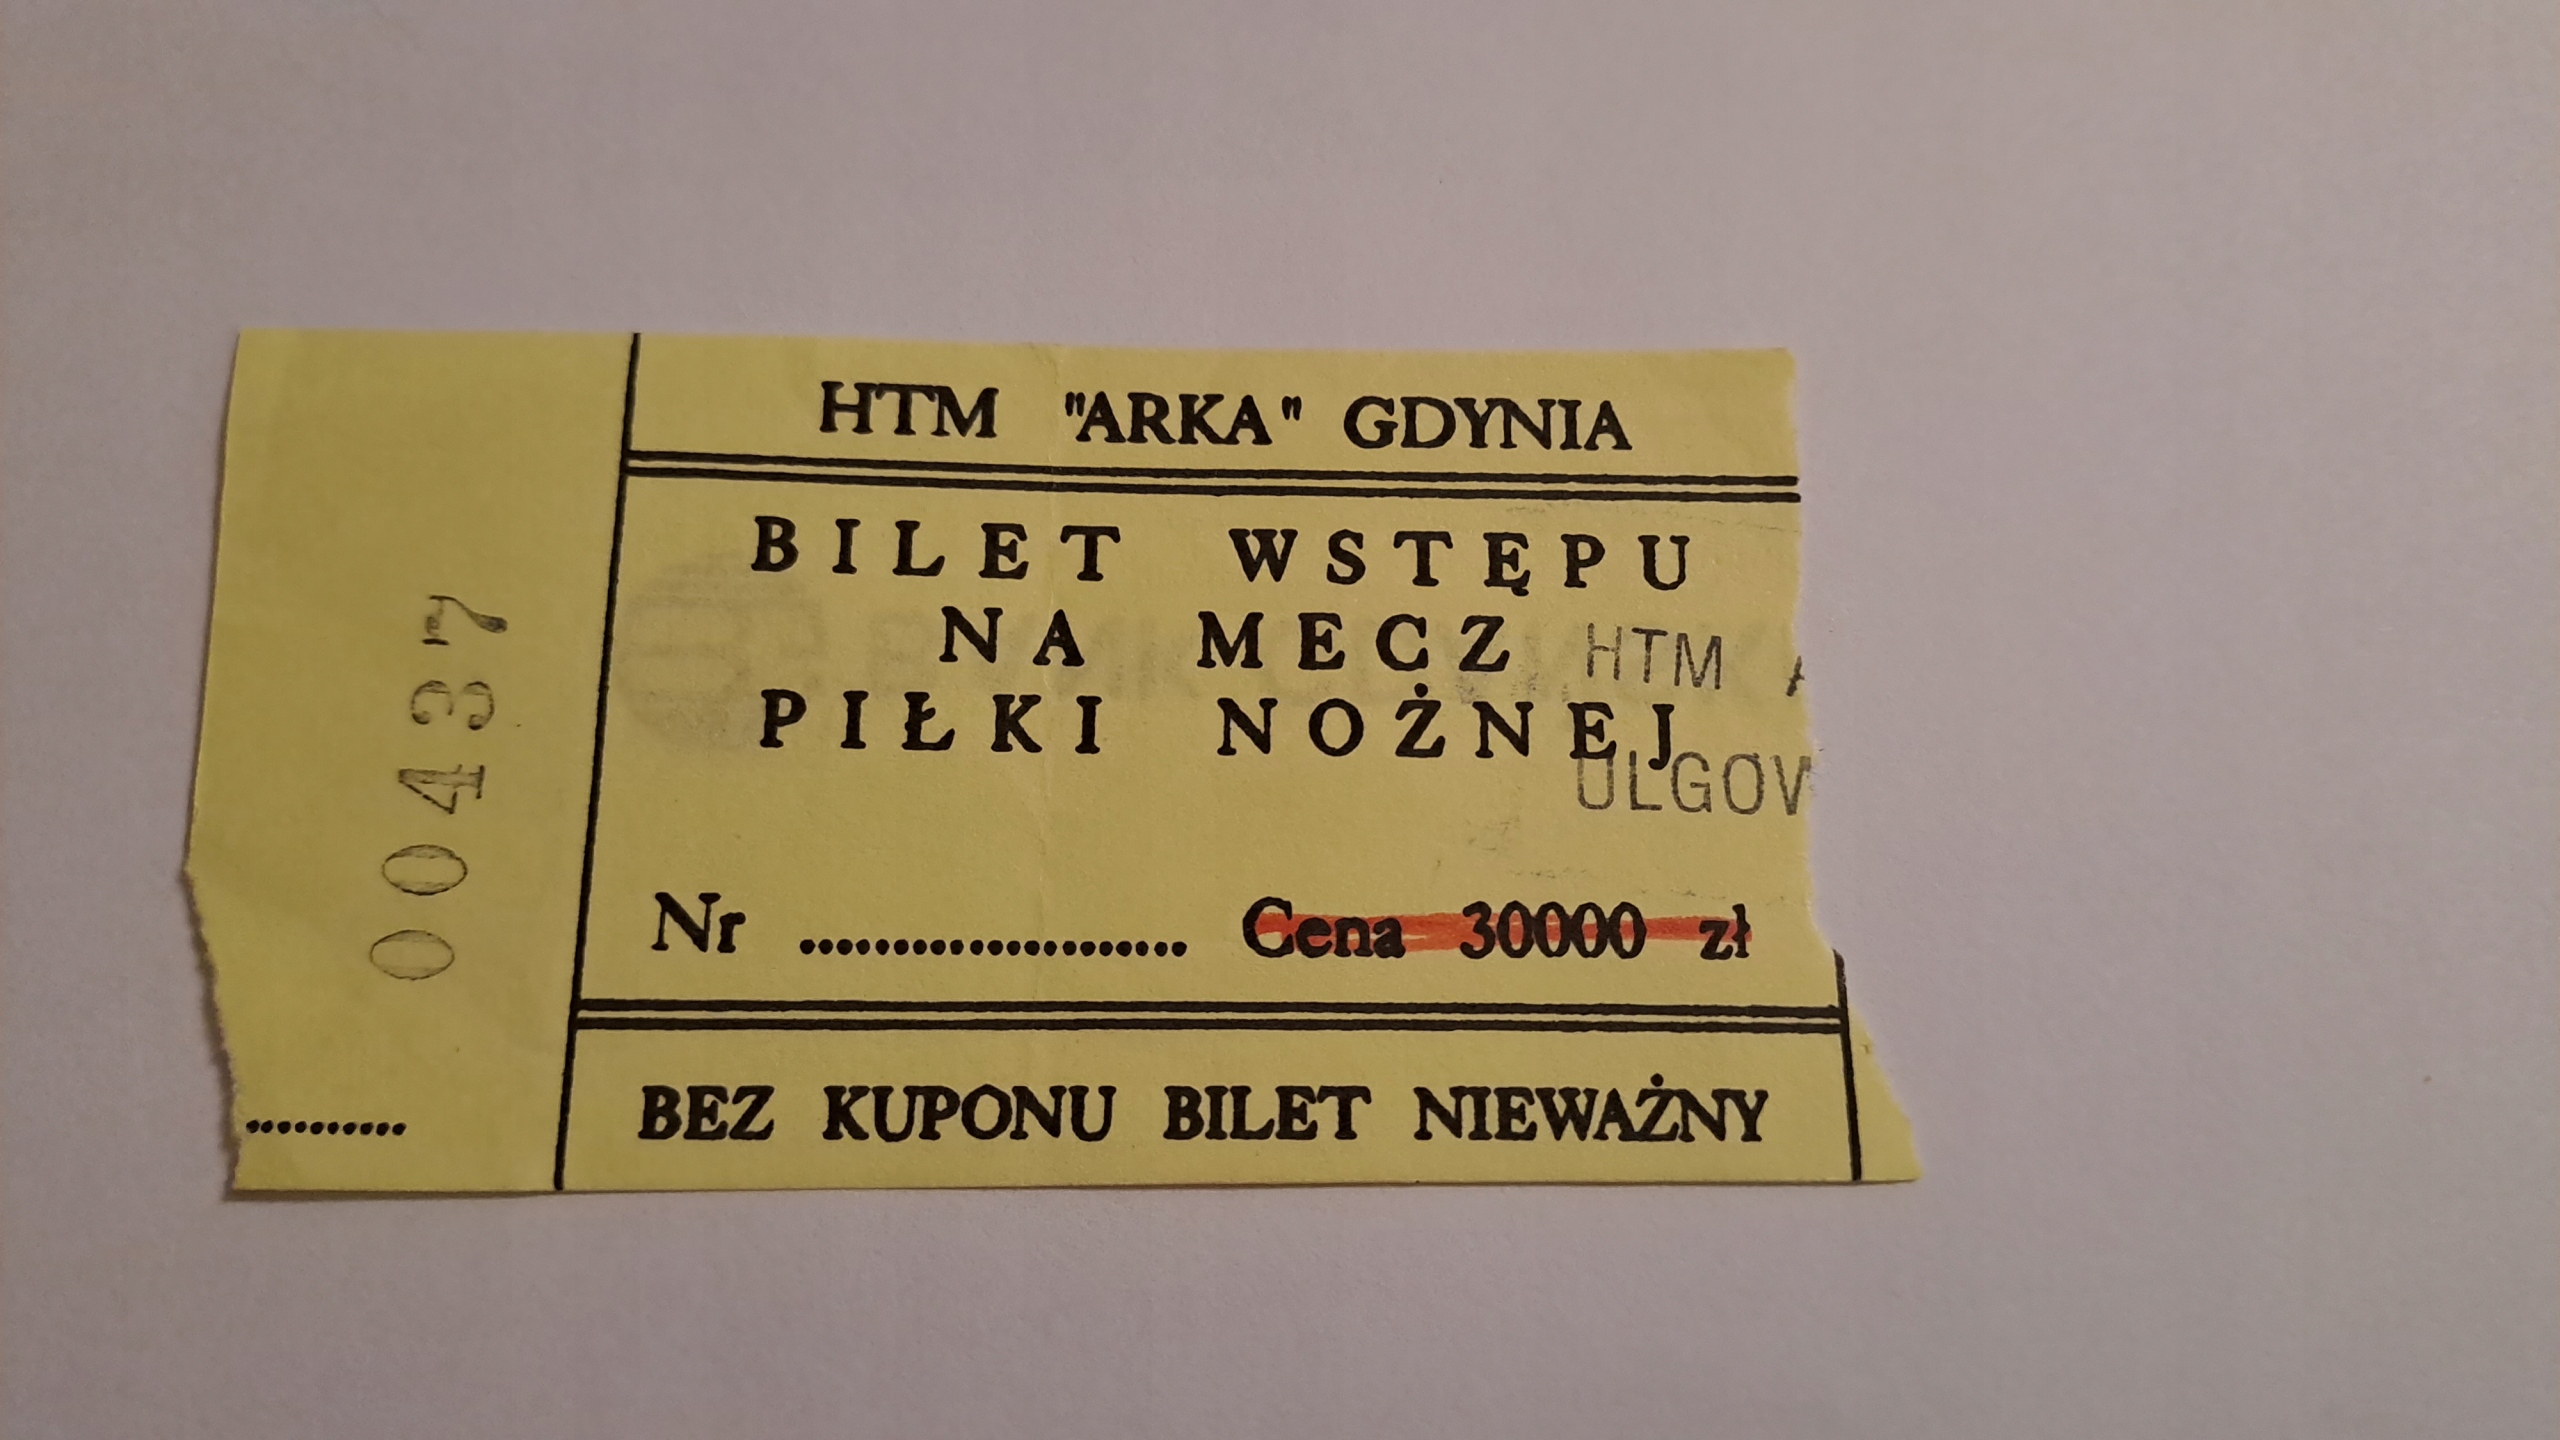 00437
..........
HTM "ARKA" GDYNIA
BILET WSTĘPU
NA MECZ
PIŁKI NOŻNEJ
HTM
ULGOW
Nr ..................... Cena 30000 zł
BEZ KUPONU BILET NIEWAŻNY